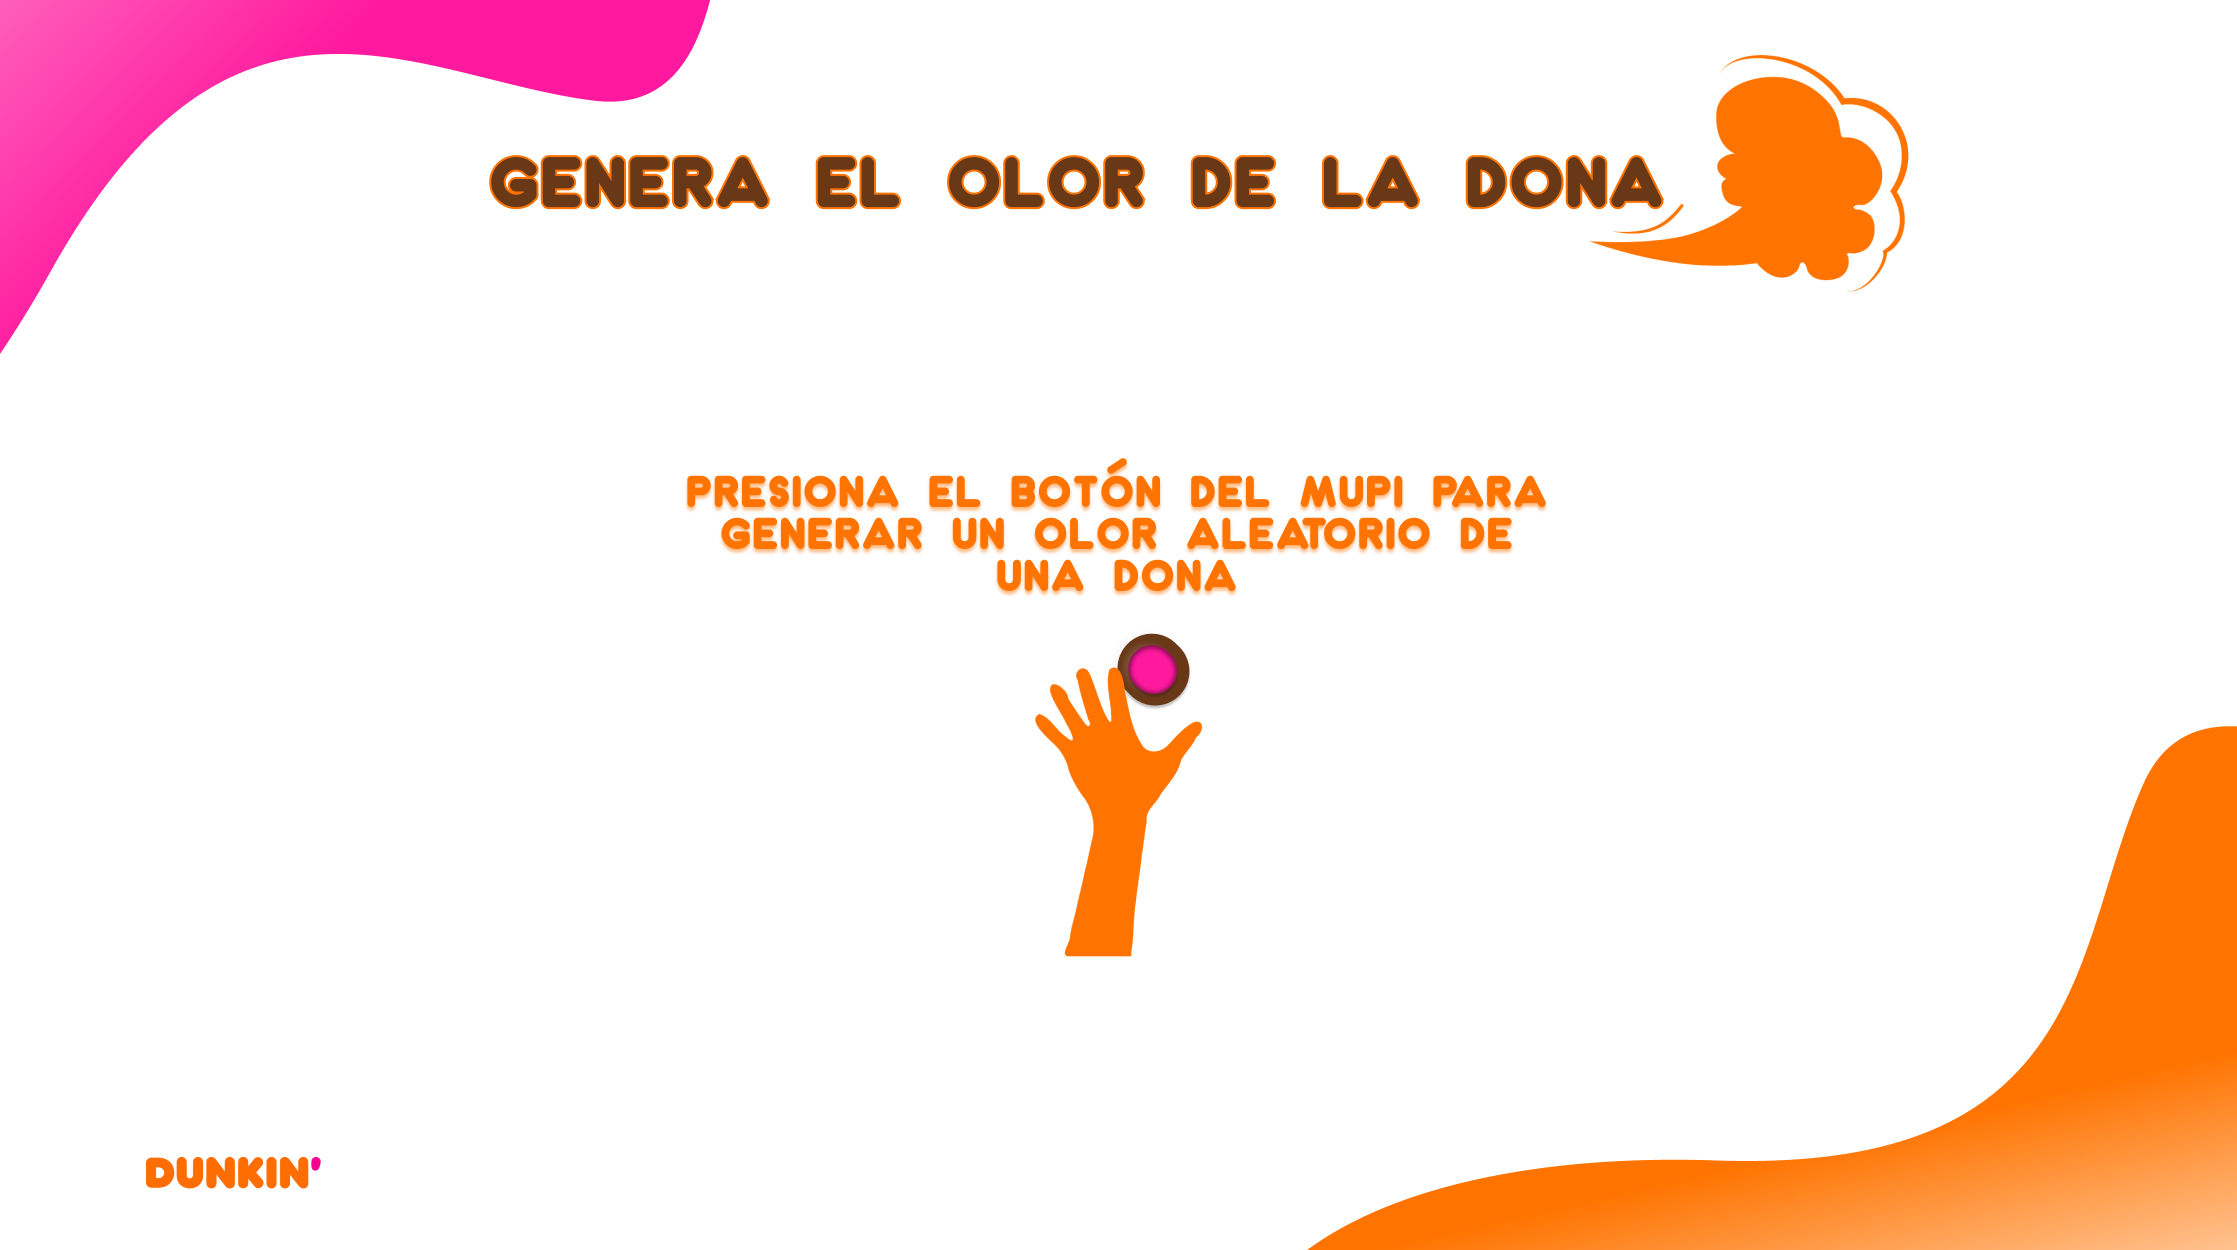 GENERA EL OLOR DE LA DONA
PRESIONA EL BOTÓN DEL MUPI PARA
GENERAR UN OLOR ALEATORIO DE
UNA DONA
DUNKIN'